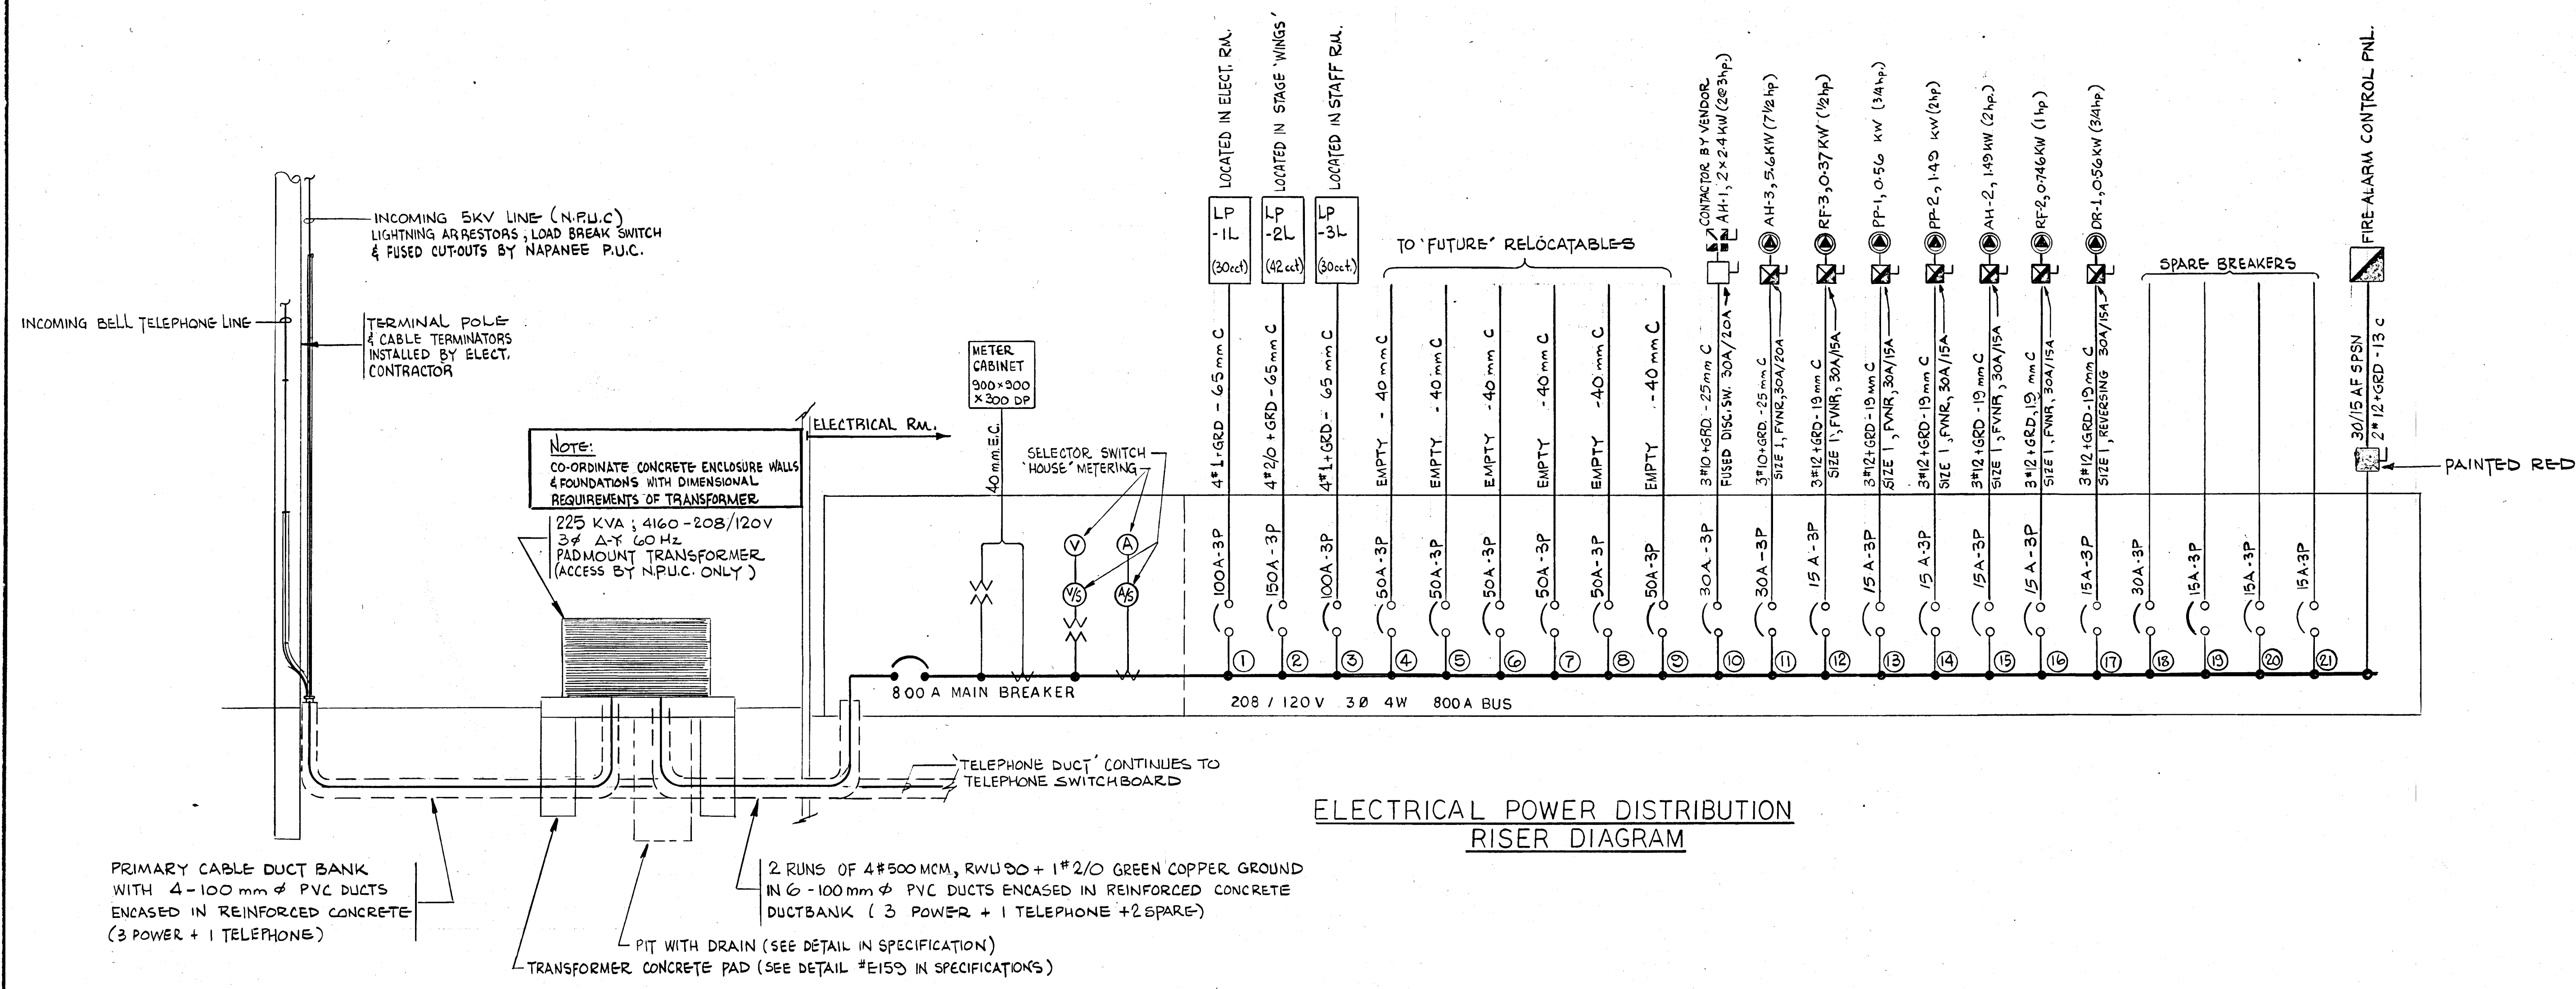 INCOMING 5KV LINE (N.P.U.C)
LIGHTNING ARRESTORS, LOAD BREAK SWITCH
& FUSED CUT-OUTS BY NAPANEE P.U.C.
INCOMING BELL TELEPHONE LINE
TERMINAL POLE
& CABLE TERMINATORS
INSTALLED BY ELECT.
CONTRACTOR
NOTE:
CO-ORDINATE CONCRETE ENCLOSURE WALLS
& FOUNDATIONS WITH DIMENSIONAL
REQUIREMENTS OF TRANSFORMER
225 KVA ; 4160-208/120V
3ø Δ-Y 60 HZ
PADMOUNT TRANSFORMER
(ACCESS BY N.P.U.C. ONLY)
ELECTRICAL RM.
METER
CABINET
900×900
×300 DP
40mm.E.C.
SELECTOR SWITCH
'HOUSE' METERING
V
A
V/S
A/S
800A MAIN BREAKER
208 / 120V 3ø 4W 800A BUS
LOCATED IN ELECT. RM.
LP
-1L
(30cct)
4#1+GRD - 65mm C
100A-3P
1
LOCATED IN STAGE 'WINGS'
LP
-2L
(42cct)
4#2/0 + GRD - 65mm C
150A-3P
2
LOCATED IN STAFF RM.
LP
-3L
(30cct.)
4#1+GRD - 65 mm C
100A-3P
3
TO 'FUTURE' RELOCATABLES
EMPTY - 40mm C
50A-3P
4
EMPTY - 40mm C
50A-3P
5
EMPTY - 40mm C
50A-3P
6
EMPTY - 40mm C
50A-3P
7
EMPTY - 40mm C
50A-3P
8
EMPTY - 40mm C
50A-3P
9
CONTACTOR BY VENDOR
AH-1, 2×2.4KW (2@3hp.)
3#10+GRD. - 25mm C
FUSED DISC.SW. 30A/20A
30A-3P
10
AH-3, 5.6KW (7½hp)
3#10+GRD. - 25mm C
SIZE 1, FVNR, 30A/20A
30A-3P
11
RF-3, 0.37KW (½hp)
3#12+GRD - 19mm C
SIZE 1, FVNR, 30A/15A
15A-3P
12
PP-1, 0.56 KW (3/4hp.)
3#12+GRD - 19mm C
SIZE 1, FVNR, 30A/15A
15A-3P
13
PP-2, 1.49 KW (2hp)
3#12+GRD - 19mm C
SIZE 1, FVNR, 30A/15A
15A-3P
14
AH-2, 1.49KW (2hp.)
3#12+GRD - 19mm C
SIZE 1, FVNR, 30A/15A
15A-3P
15
RF-2, 0.746KW (1hp)
3#12+GRD, 19 mm C
SIZE 1, FVNR, 30A/15A
15A-3P
16
DR-1, 0.56KW (3/4hp)
3#12+GRD - 19mm C
SIZE 1, REVERSING 30A/15A
15A-3P
17
SPARE BREAKERS
30A-3P
18
15A-3P
19
15A-3P
20
15A-3P
21
FIRE ALARM CONTROL PNL.
30/15 AF SPSN
2#12+GRD - 13 C
PAINTED RED
'TELEPHONE DUCT' CONTINUES TO
TELEPHONE SWITCHBOARD
ELECTRICAL POWER DISTRIBUTION
RISER DIAGRAM
PRIMARY CABLE DUCT BANK
WITH 4-100 mm ø PVC DUCTS
ENCASED IN REINFORCED CONCRETE
(3 POWER + 1 TELEPHONE)
2 RUNS OF 4#500 MCM, RWU90 + 1#2/0 GREEN COPPER GROUND
IN 6-100mm ø PVC DUCTS ENCASED IN REINFORCED CONCRETE
DUCTBANK (3 POWER + 1 TELEPHONE +2 SPARE)
PIT WITH DRAIN (SEE DETAIL IN SPECIFICATION)
TRANSFORMER CONCRETE PAD (SEE DETAIL #E159 IN SPECIFICATIONS)